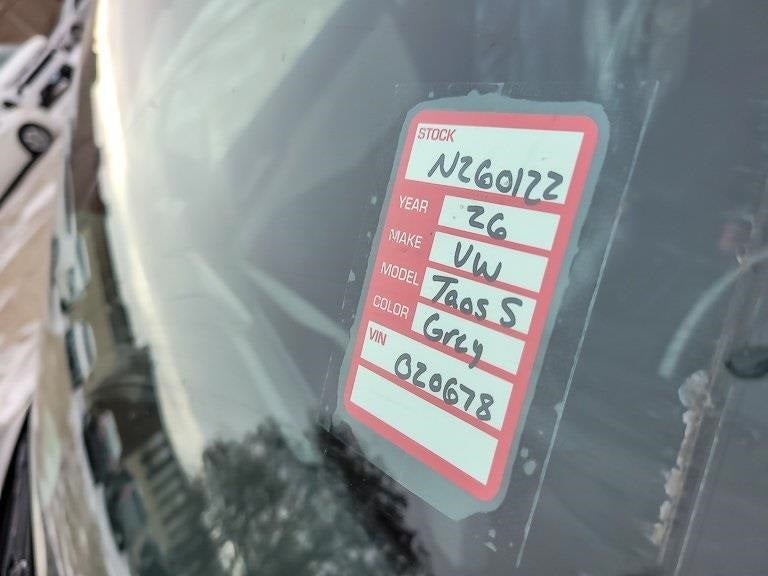 STOCK
N260122
YEAR 26
MAKE VW
MODEL Taos S
COLOR Grey
VIN
020678